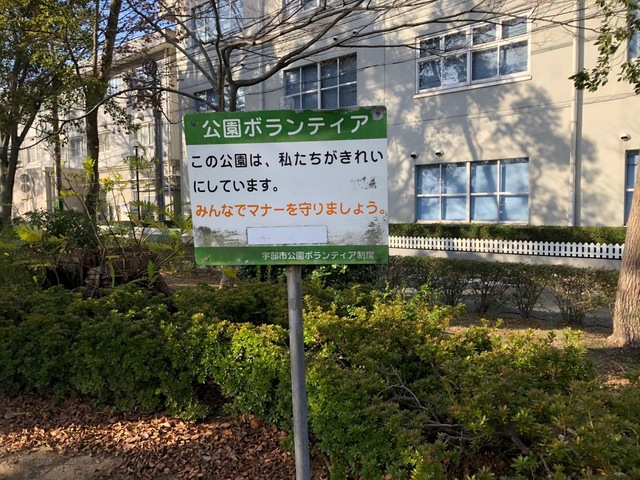 公園ボランティア
この公園は、私たちがきれい
にしています。
みんなでマナーを守りましょう。
宇部市公園ボランティア制度